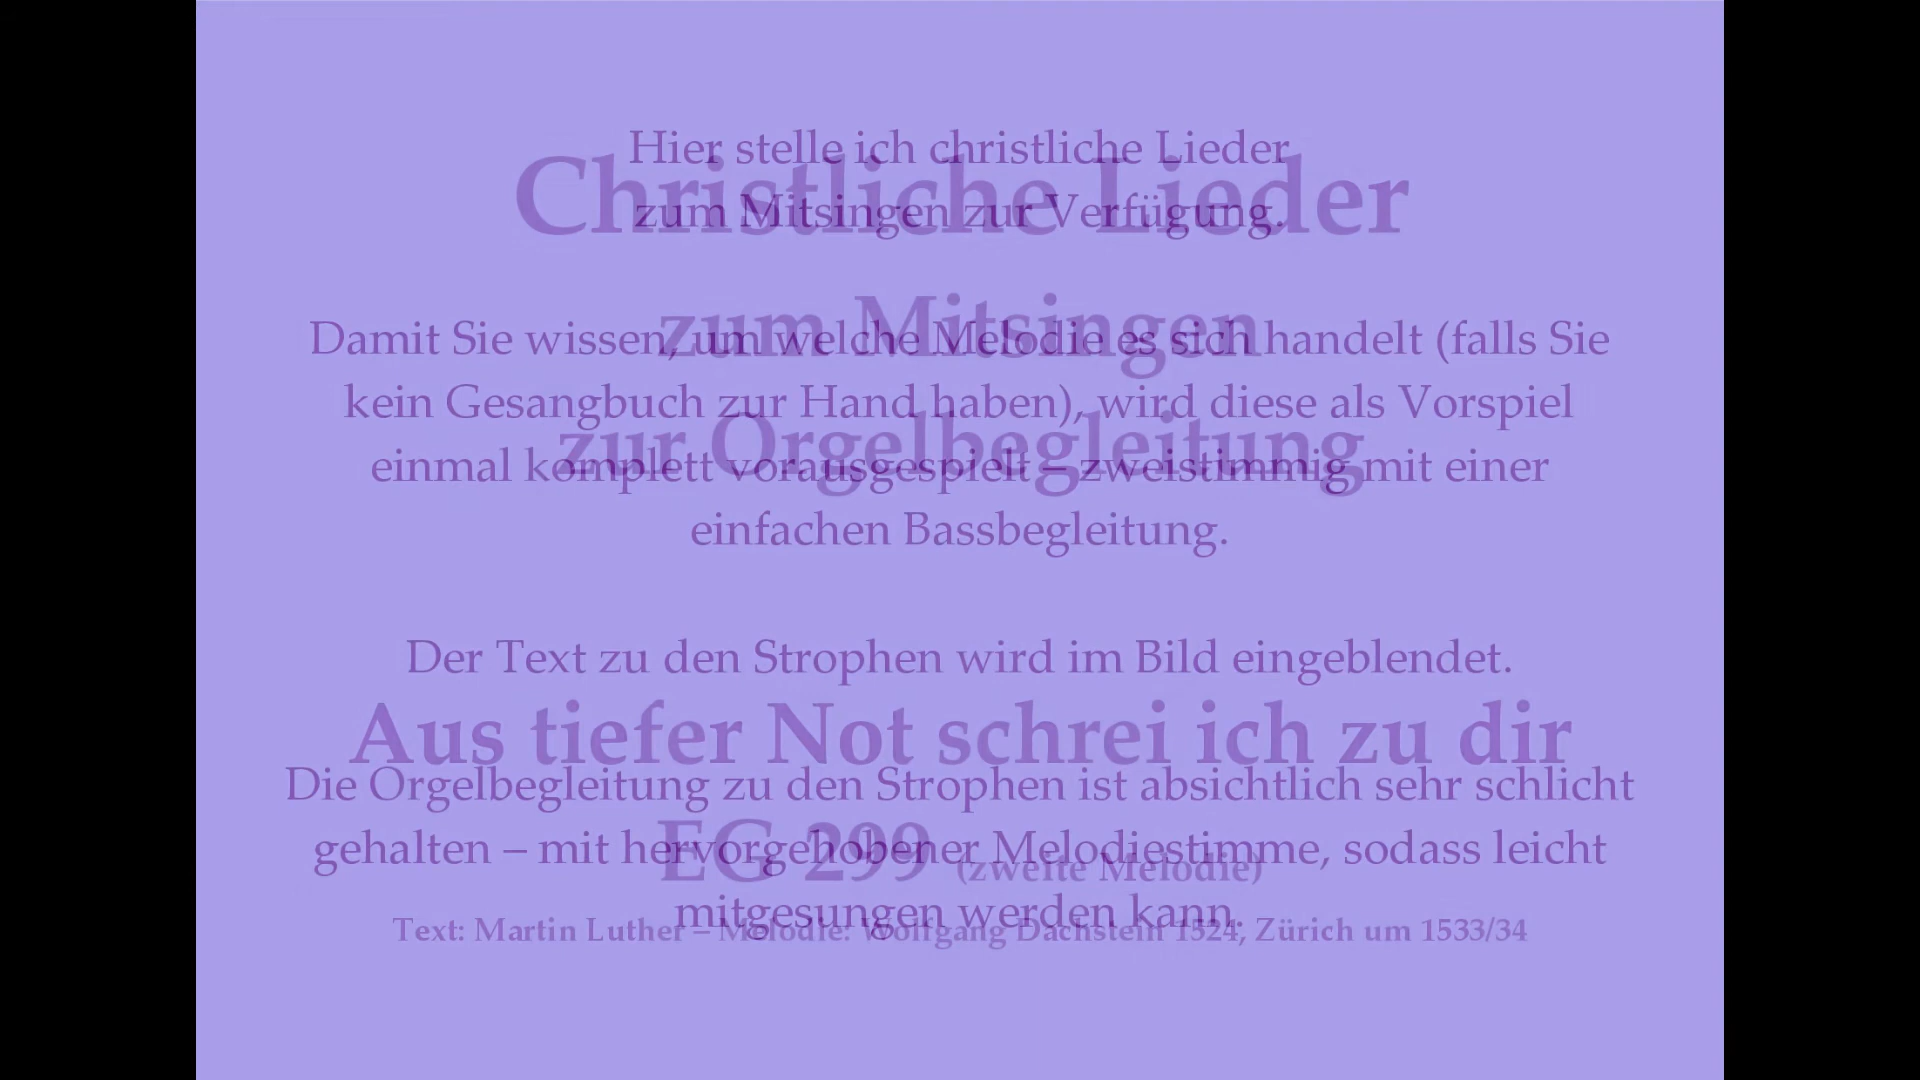 Hier stelle ich christliche Lieder
Christliche Lieder
zum Mitsingen zur Verfügung.
zum Mitsingen
Damit Sie wissen, um welche Melodie es sich handelt (falls Sie
kein Gesangbuch zur Hand haben), wird diese als Vorspiel
zur Orgelbegleitung
einmal komplett vorausgespielt – zweistimmig mit einer
einfachen Bassbegleitung.
Der Text zu den Strophen wird im Bild eingeblendet.
Aus tiefer Not schrei ich zu dir
Die Orgelbegleitung zu den Strophen ist absichtlich sehr schlicht
gehalten – mit hervorgehobener Melodiestimme, sodass leicht
EG 299 (zweite Melodie)
mitgesungen werden kann.
Text: Martin Luther – Melodie: Wolfgang Dachstein 1524, Zürich um 1533/34